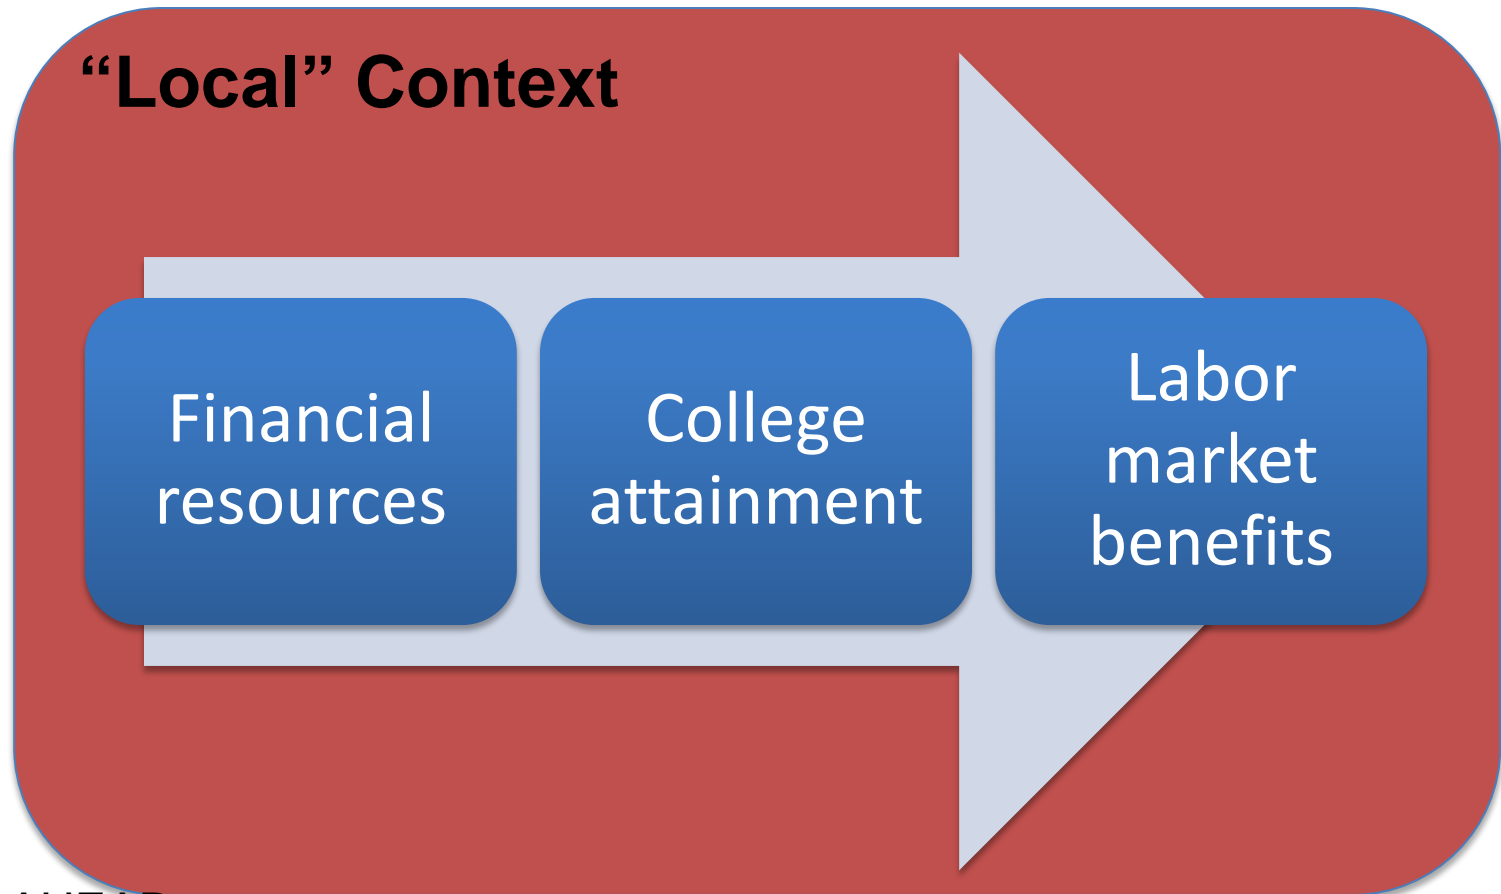 “Local” Context
Financial
resources
College
attainment
Labor
market
benefits